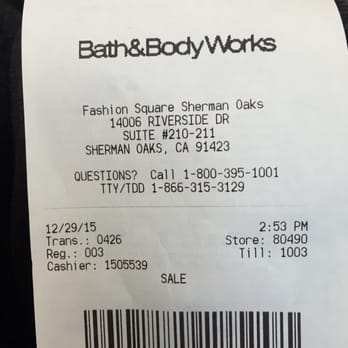 Bath&Body Works
Fashion Square Sherman Oaks
14006 RIVERSIDE DR
SUITE #210-211
SHERMAN OAKS, CA 91423
QUESTIONS? Call 1-800-395-1001
TTY/TDD 1-866-315-3129
12/29/15 2:53 PM
Trans.: 0426 Store: 80490
Reg.: 003 Till: 1003
Cashier: 1505539
SALE